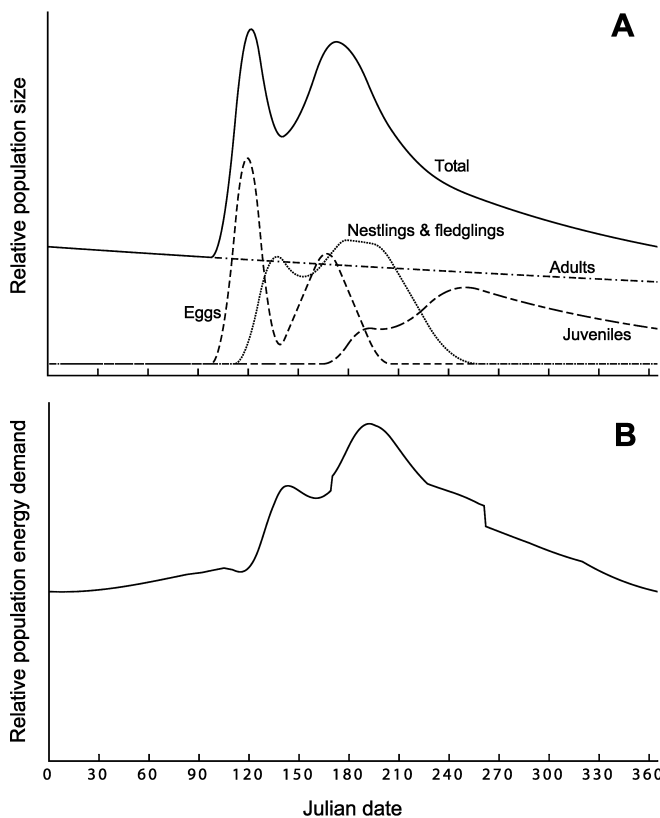 A
Relative population size
Total
Nestlings & fledglings
Adults
Eggs
Juveniles
B
Relative population energy demand
0 30 60 90 120 150 180 210 240 270 300 330 360
Julian date